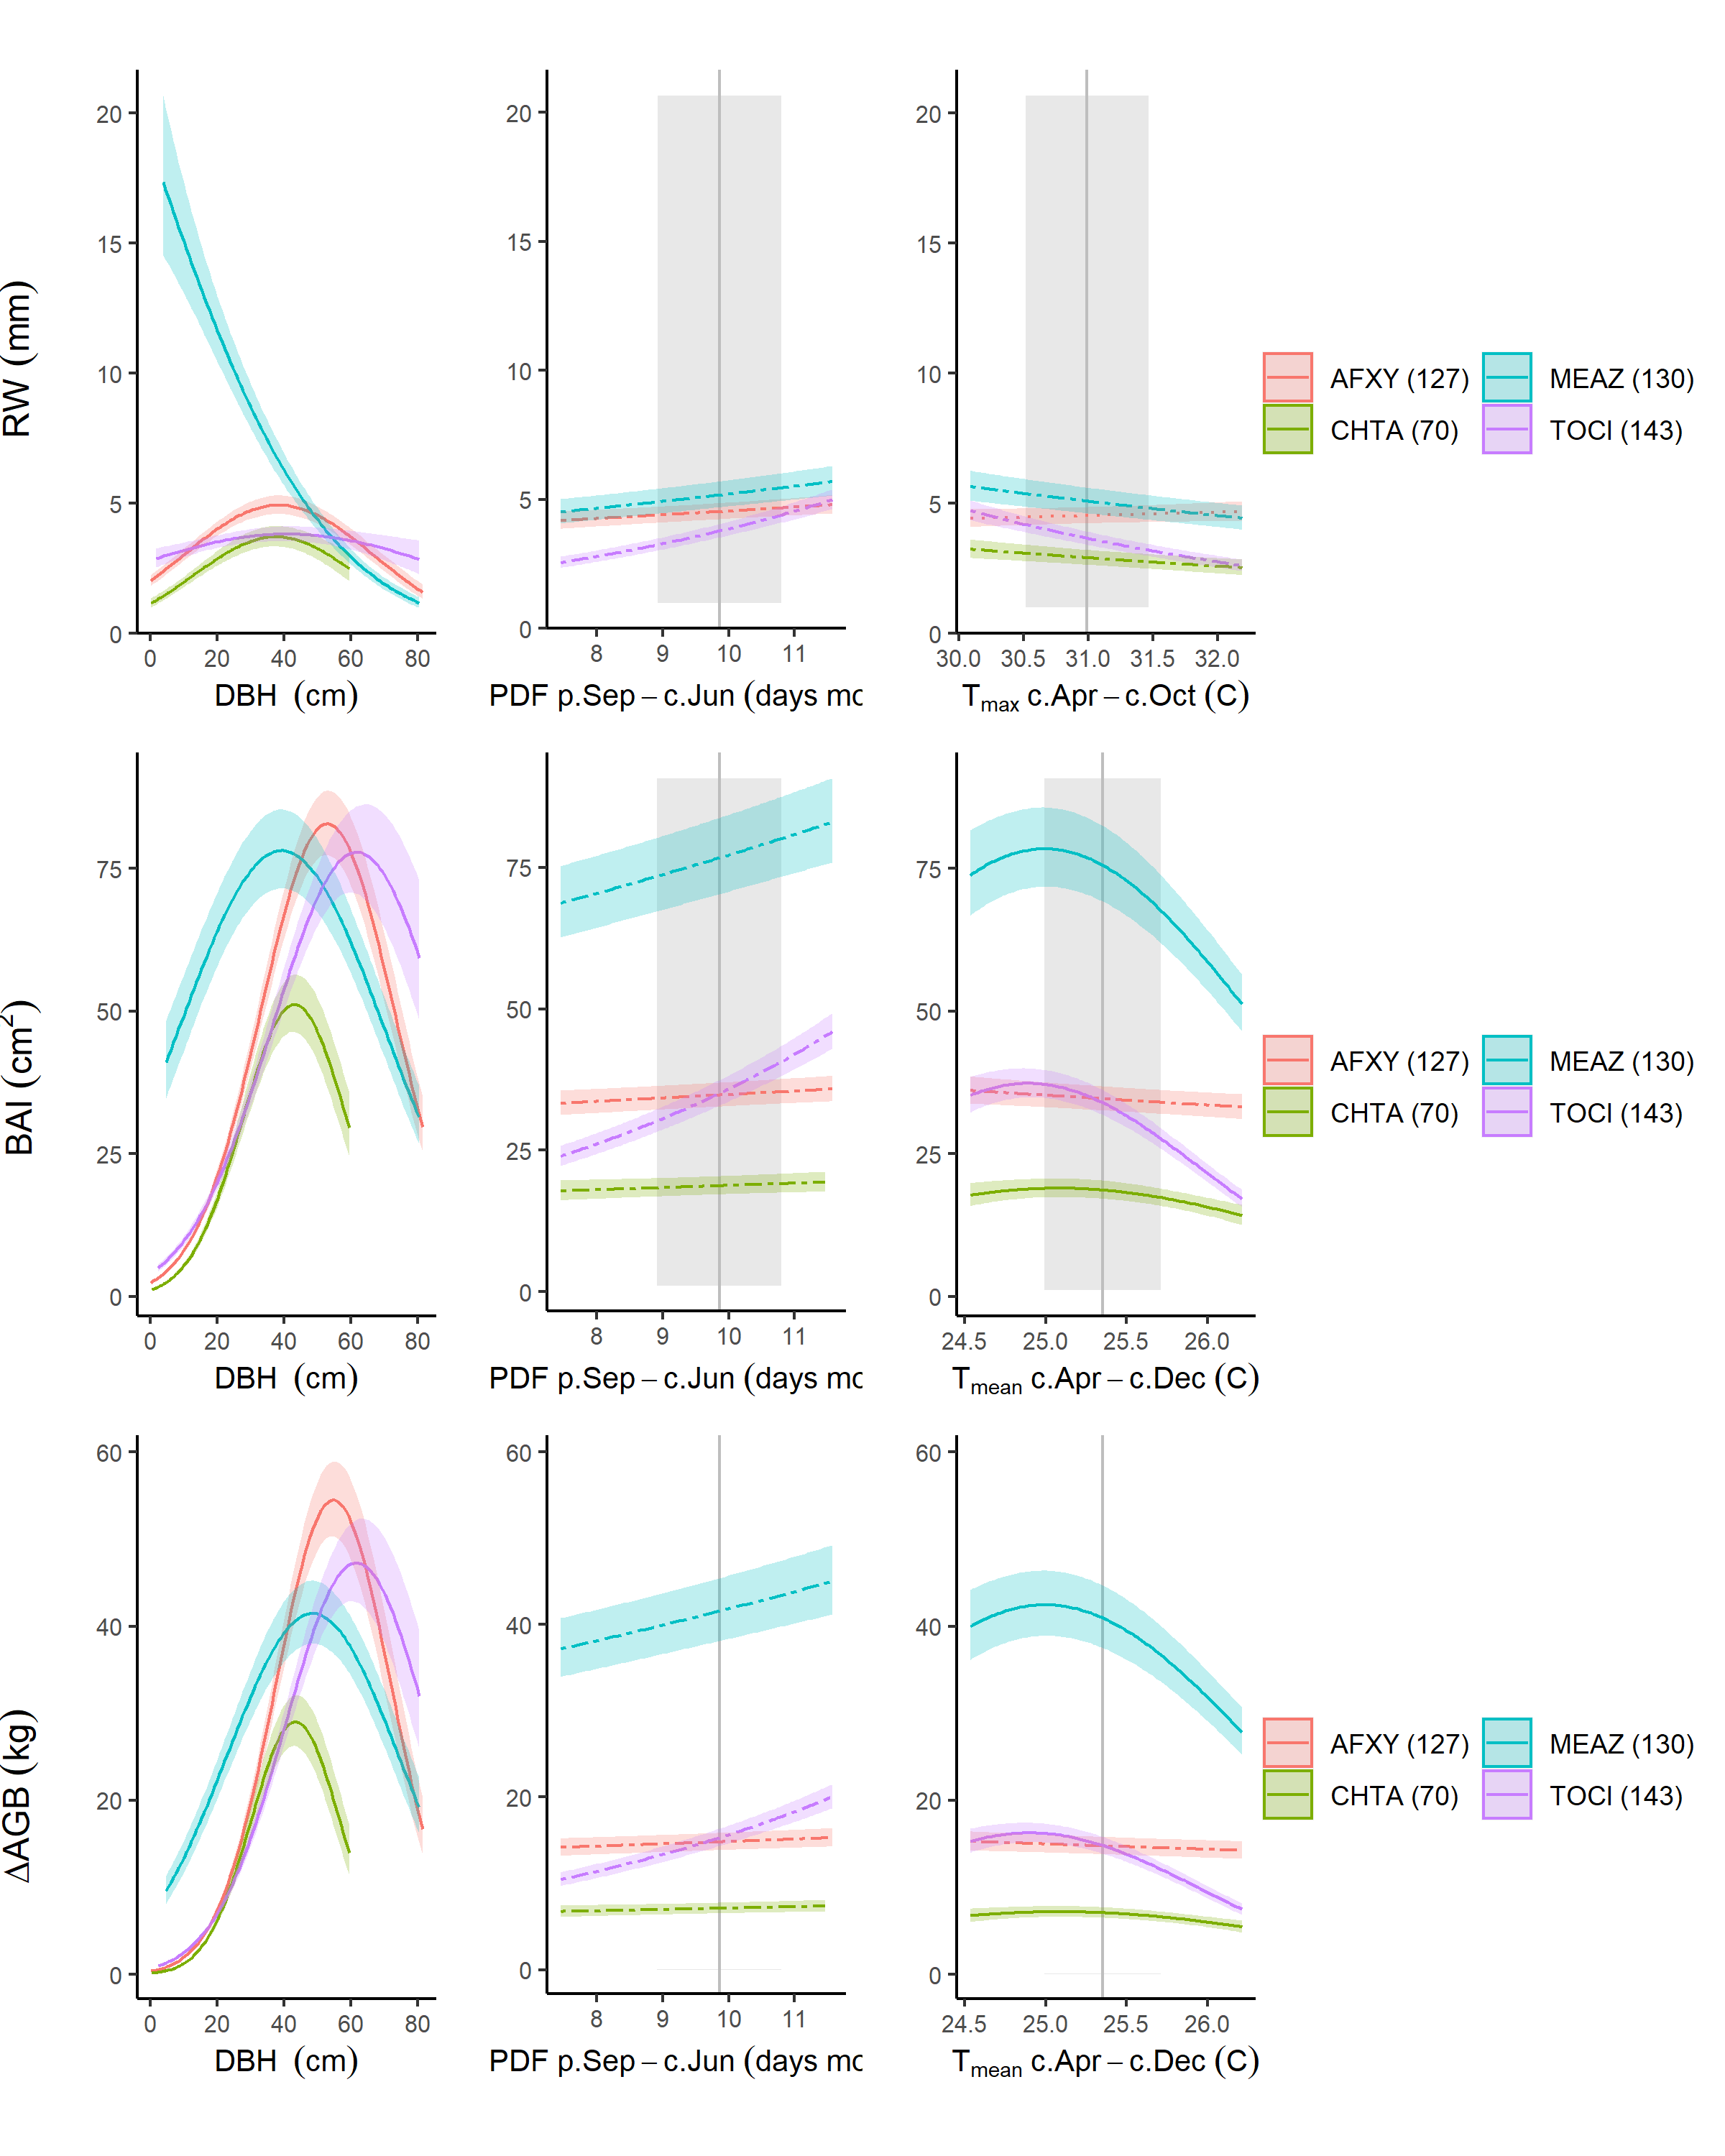 RW (mm)
20
15
10
5
0
0 20 40 60 80
DBH (cm)
20
15
10
5
0
8 9 10 11
PDF p.Sep – c.Jun (days mo
20
15
10
5
0
30.0 30.5 31.0 31.5 32.0
Tmax c.Apr – c.Oct (C)
AFXY (127) MEAZ (130)
CHTA (70) TOCI (143)
BAI (cm²)
75
50
25
0
0 20 40 60 80
DBH (cm)
75
50
25
0
8 9 10 11
PDF p.Sep – c.Jun (days mo
75
50
25
0
24.5 25.0 25.5 26.0
Tmean c.Apr – c.Dec (C)
AFXY (127) MEAZ (130)
CHTA (70) TOCI (143)
ΔAGB (kg)
60
40
20
0
0 20 40 60 80
DBH (cm)
60
40
20
0
8 9 10 11
PDF p.Sep – c.Jun (days mo
60
40
20
0
24.5 25.0 25.5 26.0
Tmean c.Apr – c.Dec (C)
AFXY (127) MEAZ (130)
CHTA (70) TOCI (143)